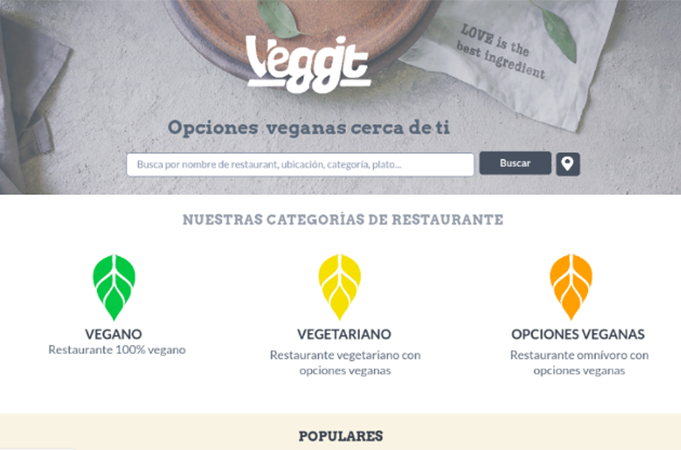 LOVE is the
best ingredient
Veggit
Opciones veganas cerca de ti
Busca por nombre de restaurant, ubicación, categoría, plato...
Buscar
NUESTRAS CATEGORÍAS DE RESTAURANTE
VEGANO
Restaurante 100% vegano
VEGETARIANO
Restaurante vegetariano con
opciones veganas
OPCIONES VEGANAS
Restaurante omnívoro con
opciones veganas
POPULARES